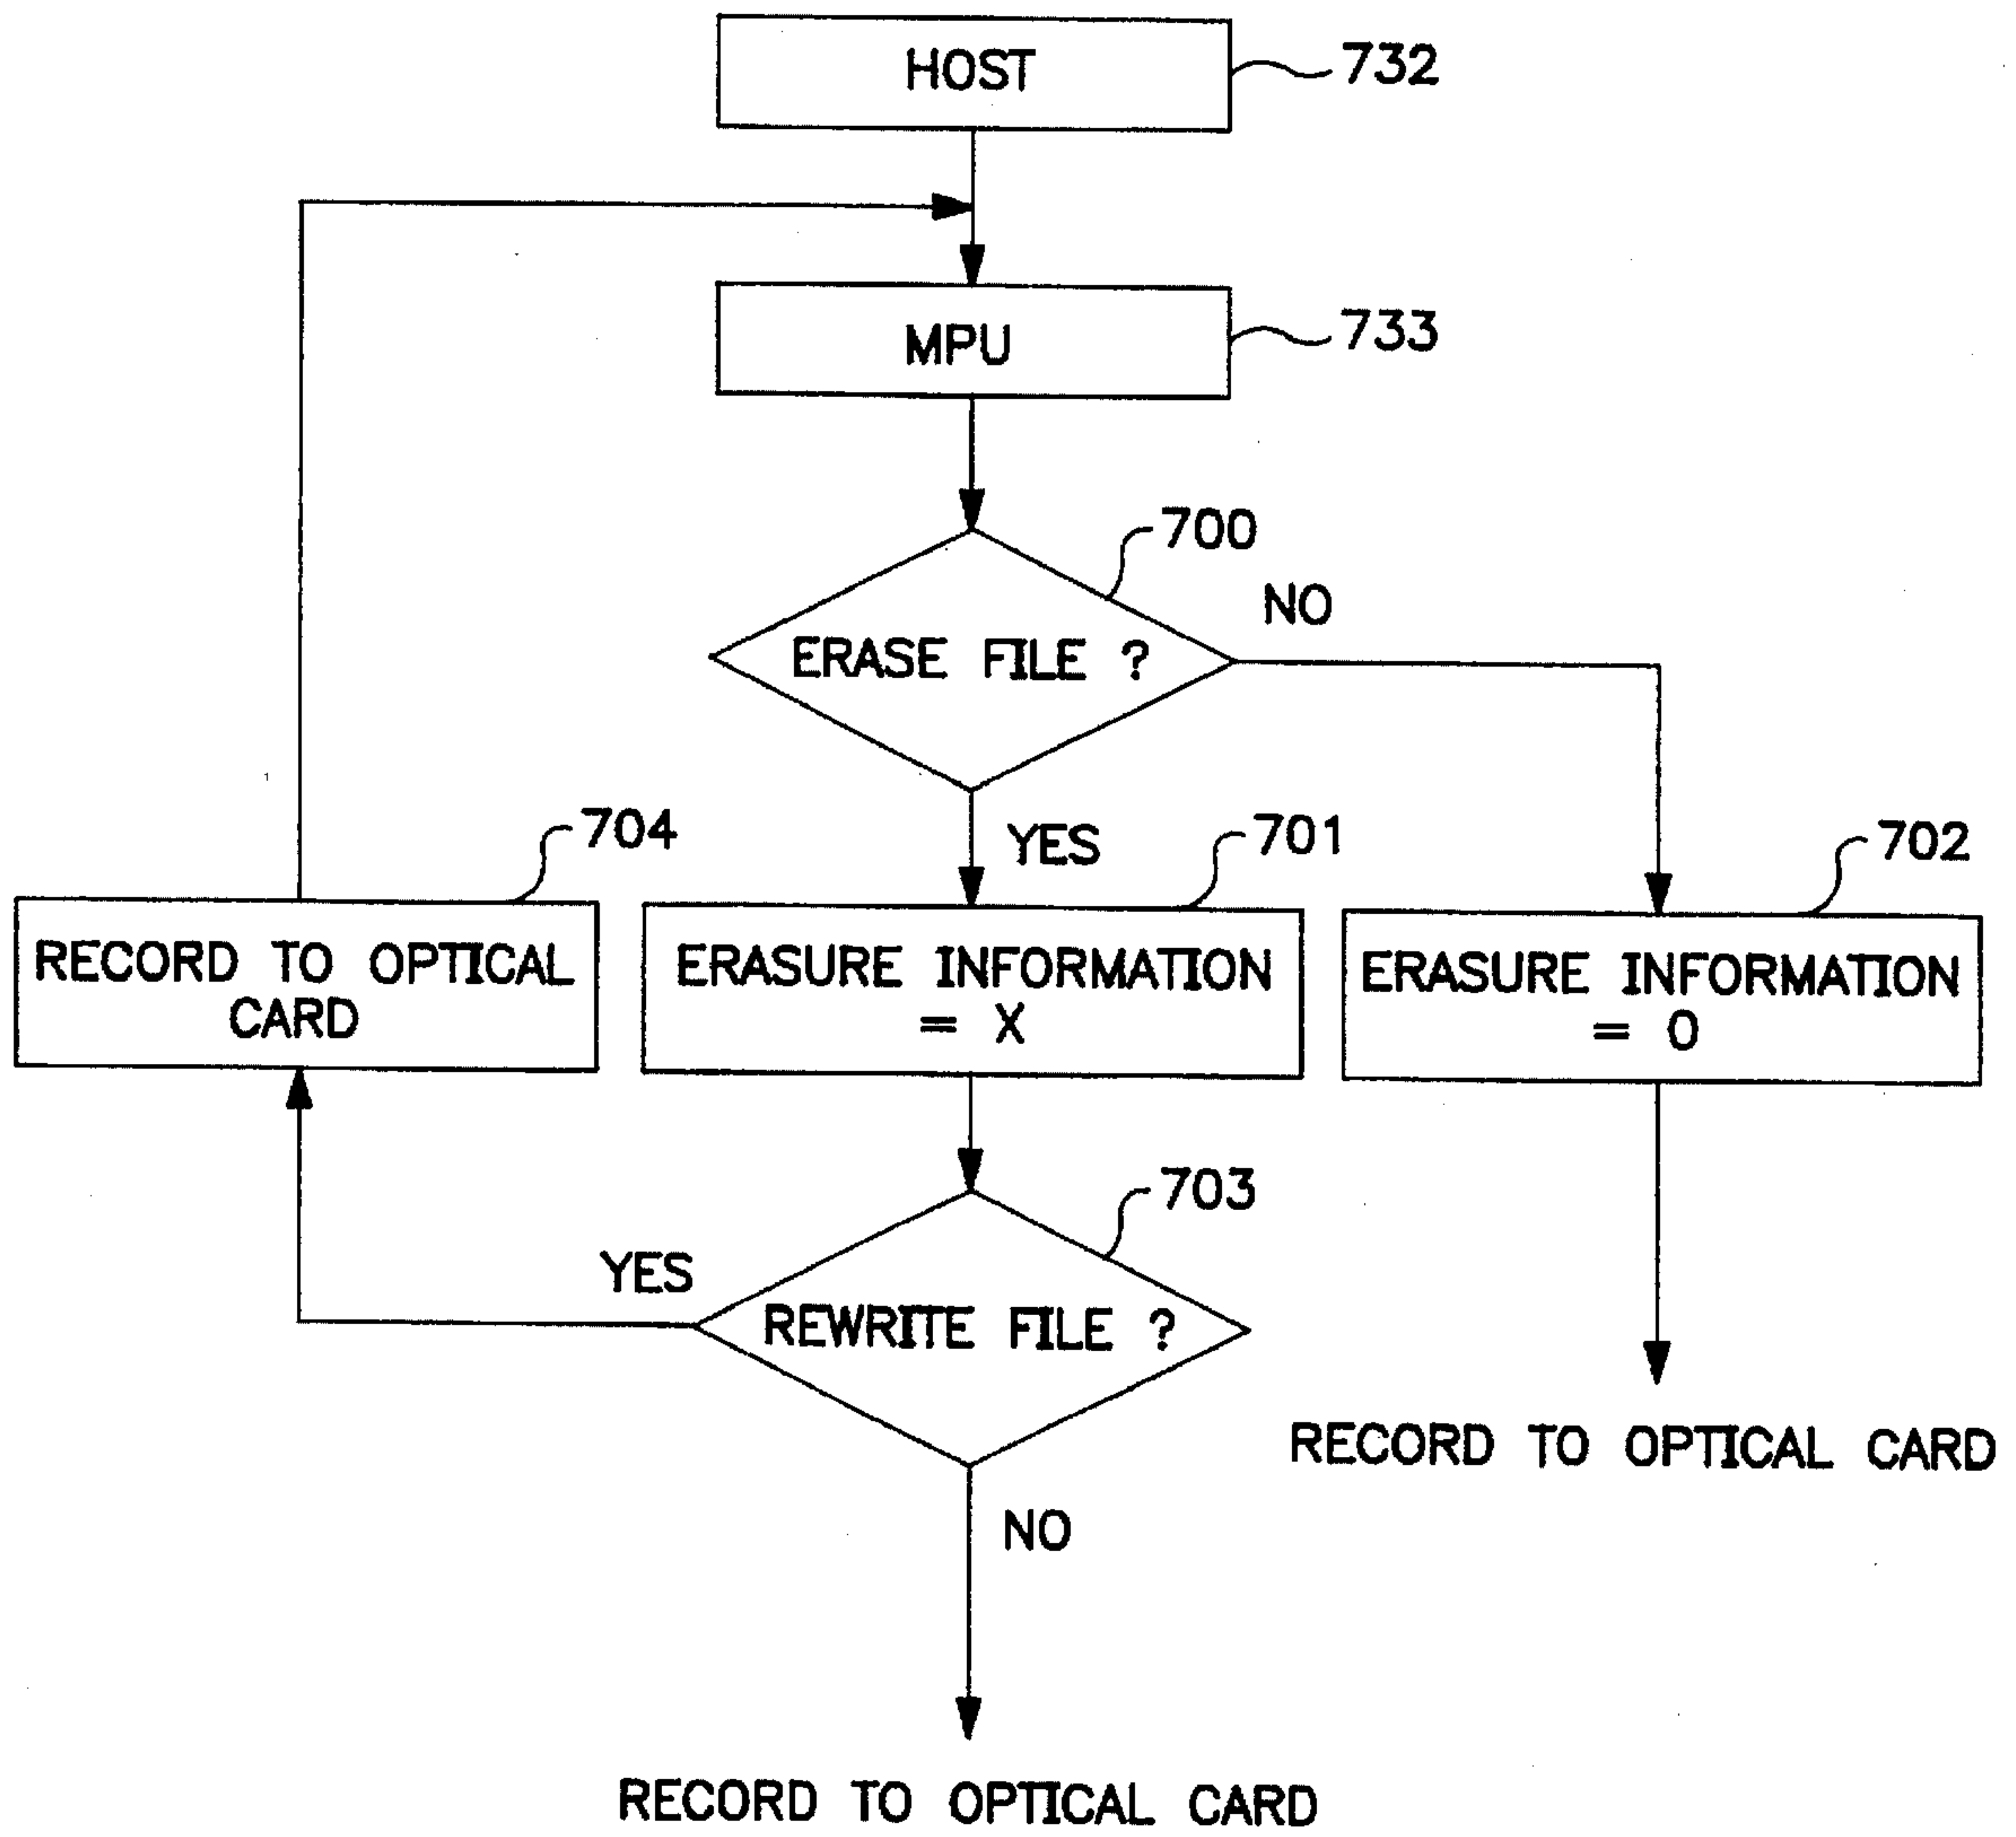 HOST
732
MPU
733
700
NO
ERASE FILE ?
704
YES
701
702
RECORD TO OPTICAL
CARD
ERASURE INFORMATION
= X
ERASURE INFORMATION
= O
703
YES
REWRITE FILE ?
RECORD TO OPTICAL CARD
NO
RECORD TO OPTICAL CARD